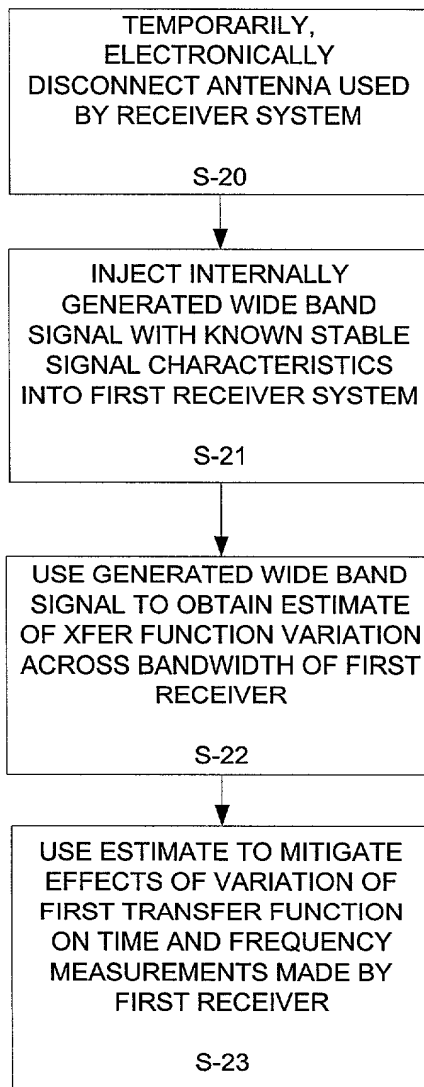 TEMPORARILY,
ELECTRONICALLY
DISCONNECT ANTENNA USED
BY RECEIVER SYSTEM
S-20
INJECT INTERNALLY
GENERATED WIDE BAND
SIGNAL WITH KNOWN STABLE
SIGNAL CHARACTERISTICS
INTO FIRST RECEIVER SYSTEM
S-21
USE GENERATED WIDE BAND
SIGNAL TO OBTAIN ESTIMATE
OF XFER FUNCTION VARIATION
ACROSS BANDWIDTH OF FIRST
RECEIVER
S-22
USE ESTIMATE TO MITIGATE
EFFECTS OF VARIATION OF
FIRST TRANSFER FUNCTION
ON TIME AND FREQUENCY
MEASUREMENTS MADE BY
FIRST RECEIVER
S-23